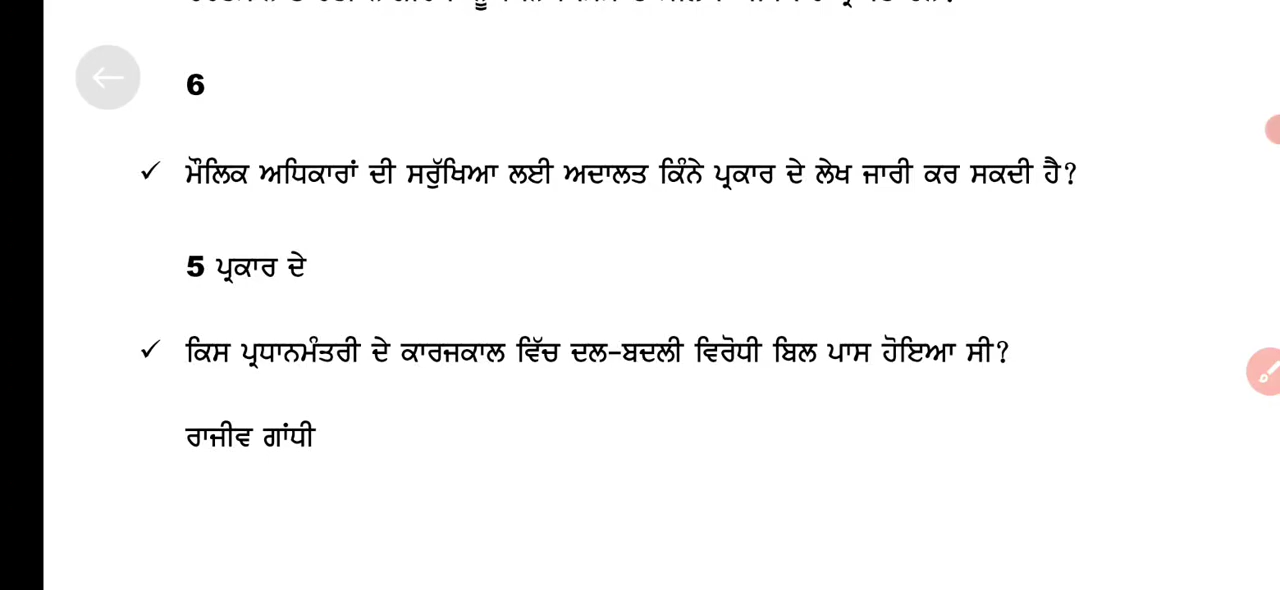 6
✓ ਮੌਲਿਕ ਅਧਿਕਾਰਾਂ ਦੀ ਸਰੁੱਖਿਆ ਲਈ ਅਦਾਲਤ ਕਿੰਨੇ ਪ੍ਰਕਾਰ ਦੇ ਲੇਖ ਜਾਰੀ ਕਰ ਸਕਦੀ ਹੈ?
5 ਪ੍ਰਕਾਰ ਦੇ
✓ ਕਿਸ ਪ੍ਰਧਾਨਮੰਤਰੀ ਦੇ ਕਾਰਜਕਾਲ ਵਿੱਚ ਦਲ-ਬਦਲੀ ਵਿਰੋਧੀ ਬਿਲ ਪਾਸ ਹੋਇਆ ਸੀ?
ਰਾਜੀਵ ਗਾਂਧੀ